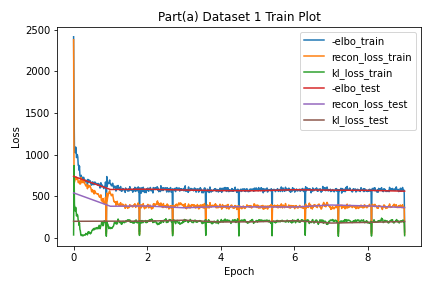 Part(a) Dataset 1 Train Plot
2500
2000
1500
1000
500
0
Loss
-elbo_train
recon_loss_train
kl_loss_train
-elbo_test
recon_loss_test
kl_loss_test
0 2 4 6 8
Epoch